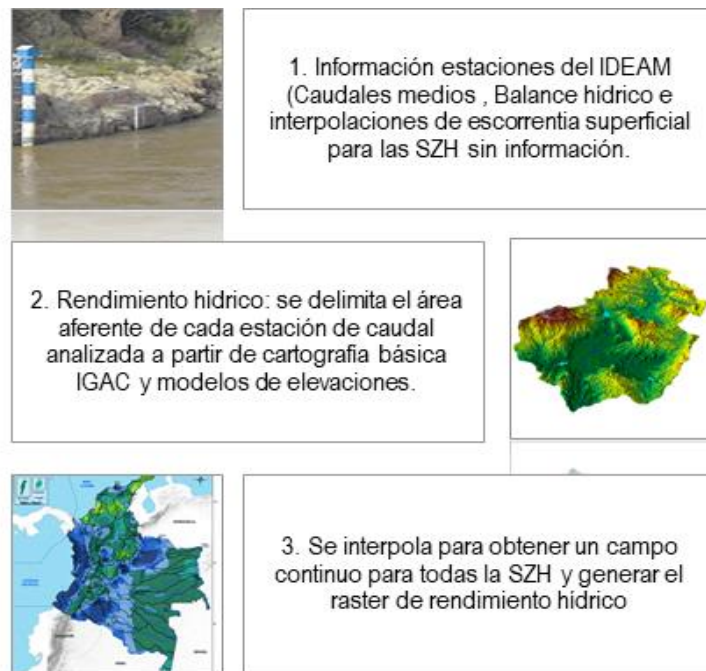 1. Información estaciones del IDEAM
(Caudales medios , Balance hídrico e
interpolaciones de escorrentia superficial
para las SZH sin información.
2. Rendimiento hídrico: se delimita el área
aferente de cada estación de caudal
analizada a partir de cartografía básica
IGAC y modelos de elevaciones.
3. Se interpola para obtener un campo
continuo para todas la SZH y generar el
raster de rendimiento hídrico